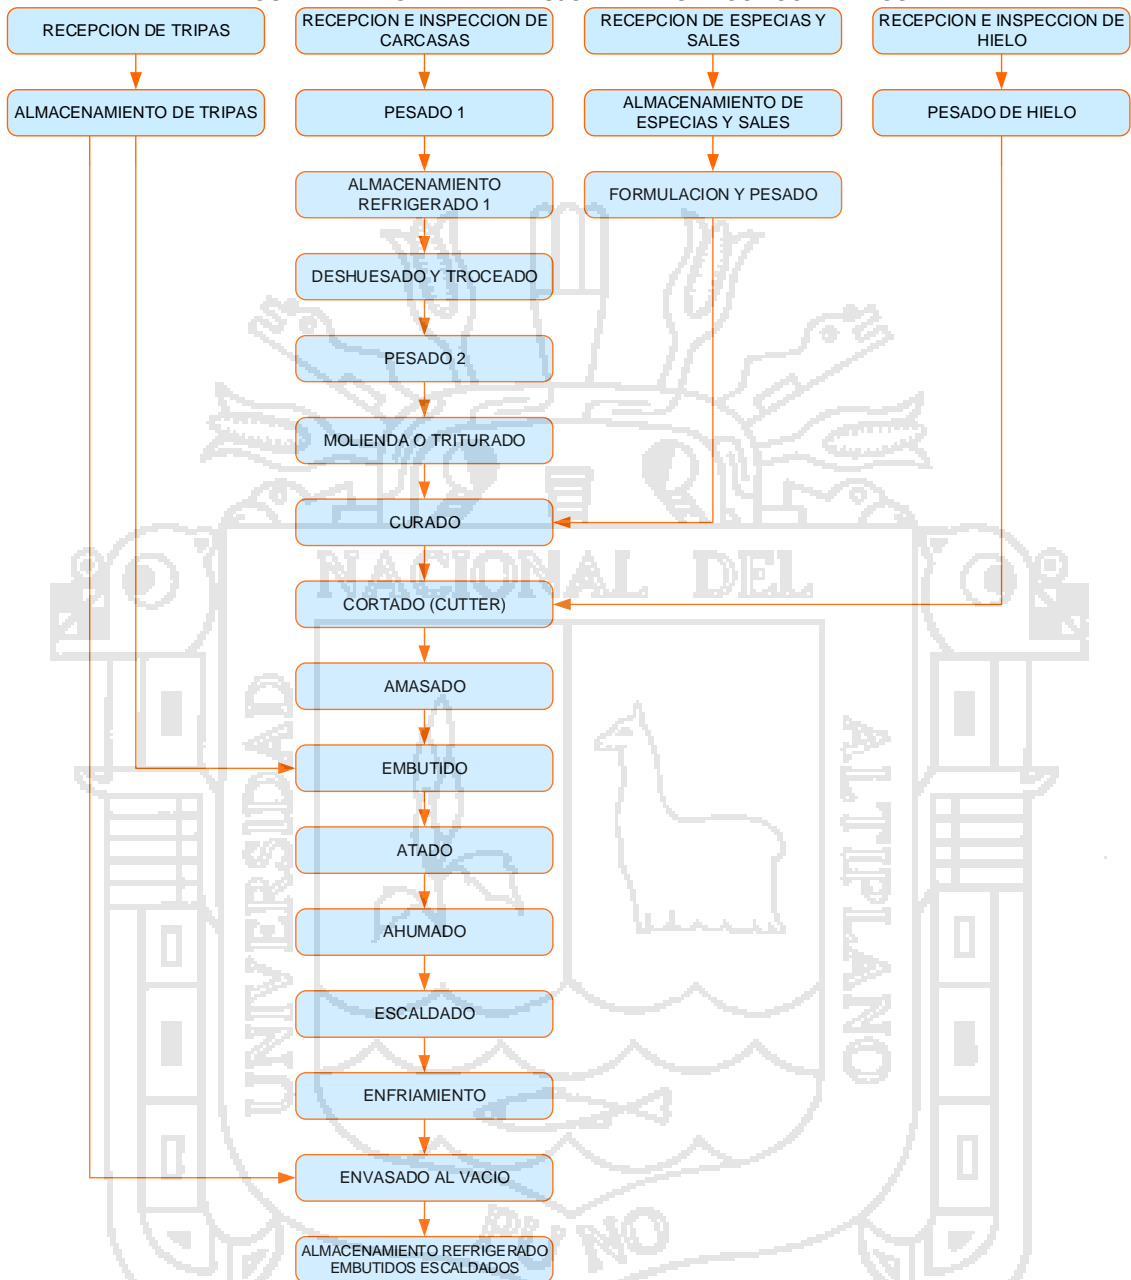 RECEPCION DE TRIPAS
RECEPCION E INSPECCION DE
CARCASAS
RECEPCION DE ESPECIAS Y
SALES
RECEPCION E INSPECCION DE
HIELO
ALMACENAMIENTO DE TRIPAS
PESADO 1
ALMACENAMIENTO DE
ESPECIAS Y SALES
PESADO DE HIELO
ALMACENAMIENTO
REFRIGERADO 1
FORMULACION Y PESADO
DESHUESADO Y TROCEADO
PESADO 2
MOLIENDA O TRITURADO
CURADO
NACIONAL DEL
CORTADO (CUTTER)
AMASADO
EMBUTIDO
ATADO
AHUMADO
ESCALDADO
ENFRIAMIENTO
ENVASADO AL VACIO
ALMACENAMIENTO REFRIGERADO
EMBUTIDOS ESCALDADOS
UNIVERSIDAD
ALTIPLANO
PUNO